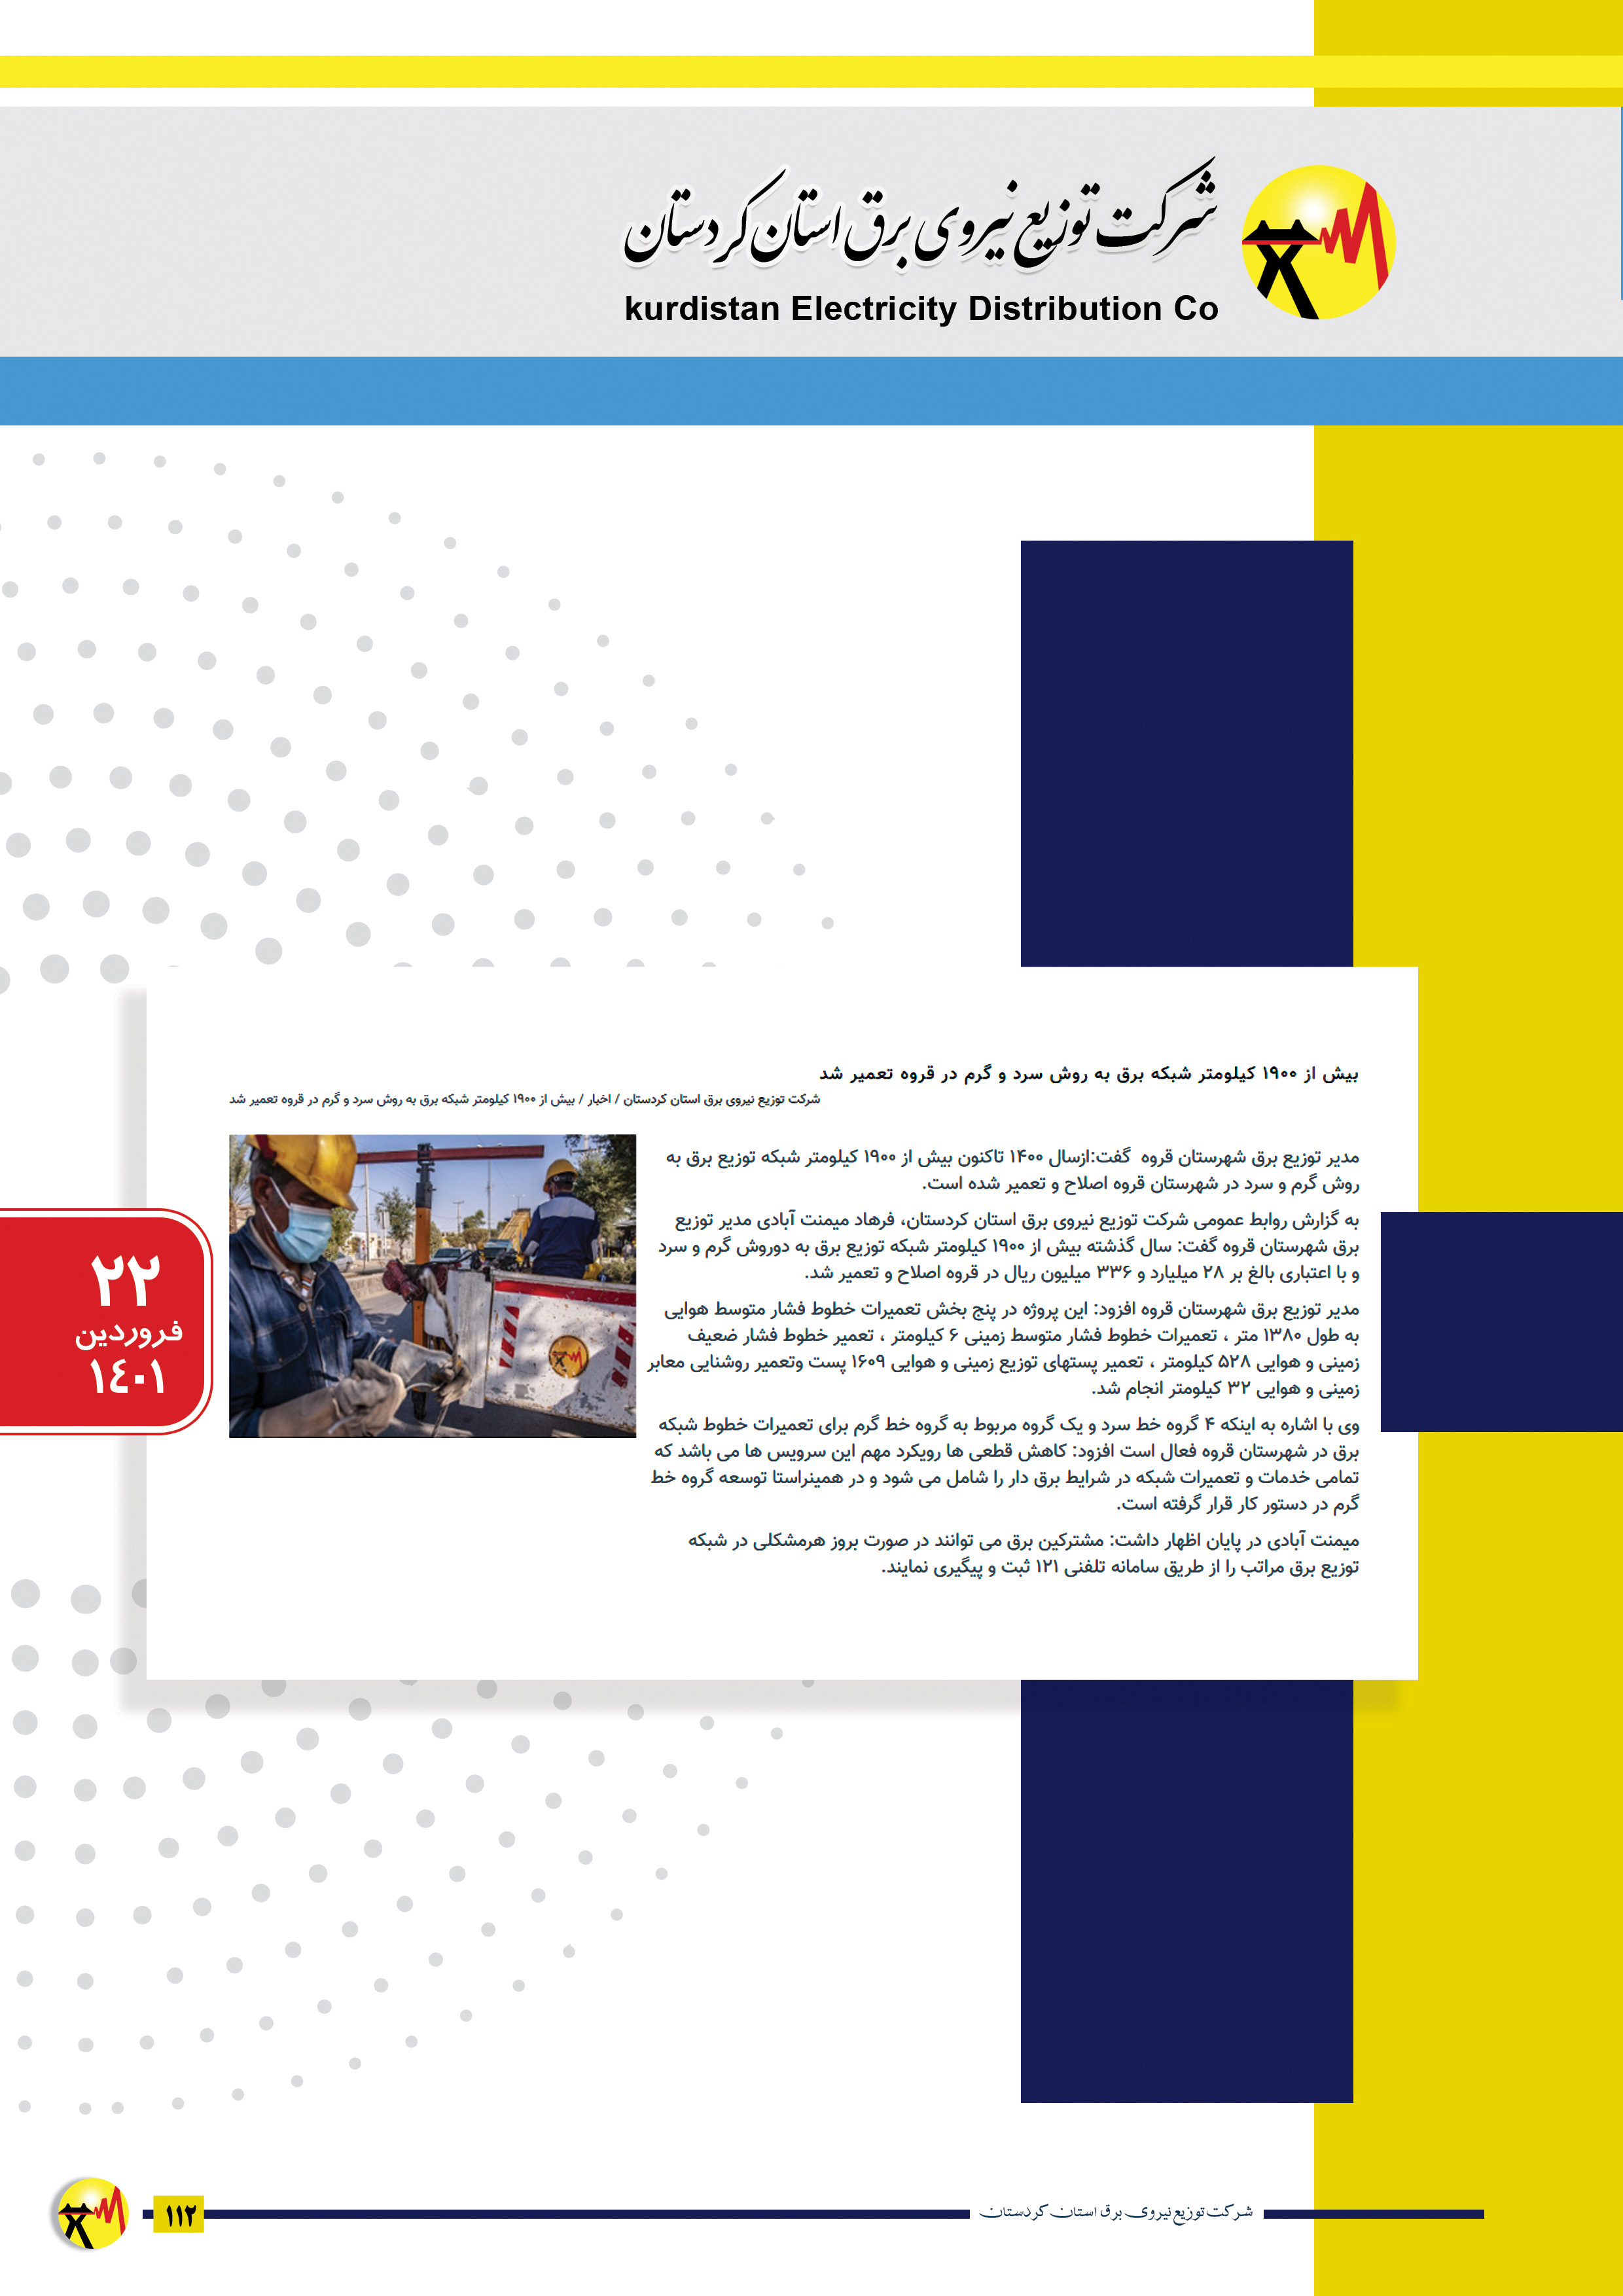 شرکت توزیع نیروی برق استان کردستان
kurdistan Electricity Distribution Co
بیش از ۱۹۰۰ کیلومتر شبکه برق به روش سرد و گرم در قروه تعمیر شد
شرکت توزیع نیروی برق استان کردستان / اخبار / بیش از ۱۹۰۰ کیلومتر شبکه برق به روش سرد و گرم در قروه تعمیر شد
مدیر توزیع برق شهرستان قروه گفت:ازسال ۱۴۰۰ تاکنون بیش از ۱۹۰۰ کیلومتر شبکه توزیع برق به
روش گرم و سرد در شهرستان قروه اصلاح و تعمیر شده است.
به گزارش روابط عمومی شرکت توزیع نیروی برق استان کردستان، فرهاد میمنت آبادی مدیر توزیع
برق شهرستان قروه گفت: سال گذشته بیش از ۱۹۰۰ کیلومتر شبکه توزیع برق به دوروش گرم و سرد
و با اعتباری بالغ بر ۲۸ میلیارد و ۳۳۶ میلیون ریال در قروه اصلاح و تعمیر شد.
مدیر توزیع برق شهرستان قروه افزود: این پروژه در پنج بخش تعمیرات خطوط فشار متوسط هوایی
به طول ۱۳۸۰ متر ، تعمیرات خطوط فشار متوسط زمینی ۶ کیلومتر ، تعمیر خطوط فشار ضعیف
زمینی و هوایی ۵۲۸ کیلومتر ، تعمیر پستهای توزیع زمینی و هوایی ۱۶۰۹ پست وتعمیر روشنایی معابر
زمینی و هوایی ۳۲ کیلومتر انجام شد.
وی با اشاره به اینکه ۴ گروه خط سرد و یک گروه مربوط به گروه خط گرم برای تعمیرات خطوط شبکه
برق در شهرستان قروه فعال است افزود: کاهش قطعی ها رویکرد مهم این سرویس ها می باشد که
تمامی خدمات و تعمیرات شبکه در شرایط برق دار را شامل می شود و در همینراستا توسعه گروه خط
گرم در دستور کار قرار گرفته است.
میمنت آبادی در پایان اظهار داشت: مشترکین برق می توانند در صورت بروز هرمشکلی در شبکه
توزیع برق مراتب را از طریق سامانه تلفنی ۱۲۱ ثبت و پیگیری نمایند.
۲۲
فروردین
۱٤۰۱
شرکت توزیع نیروی برق استان کردستان
۱۱۲